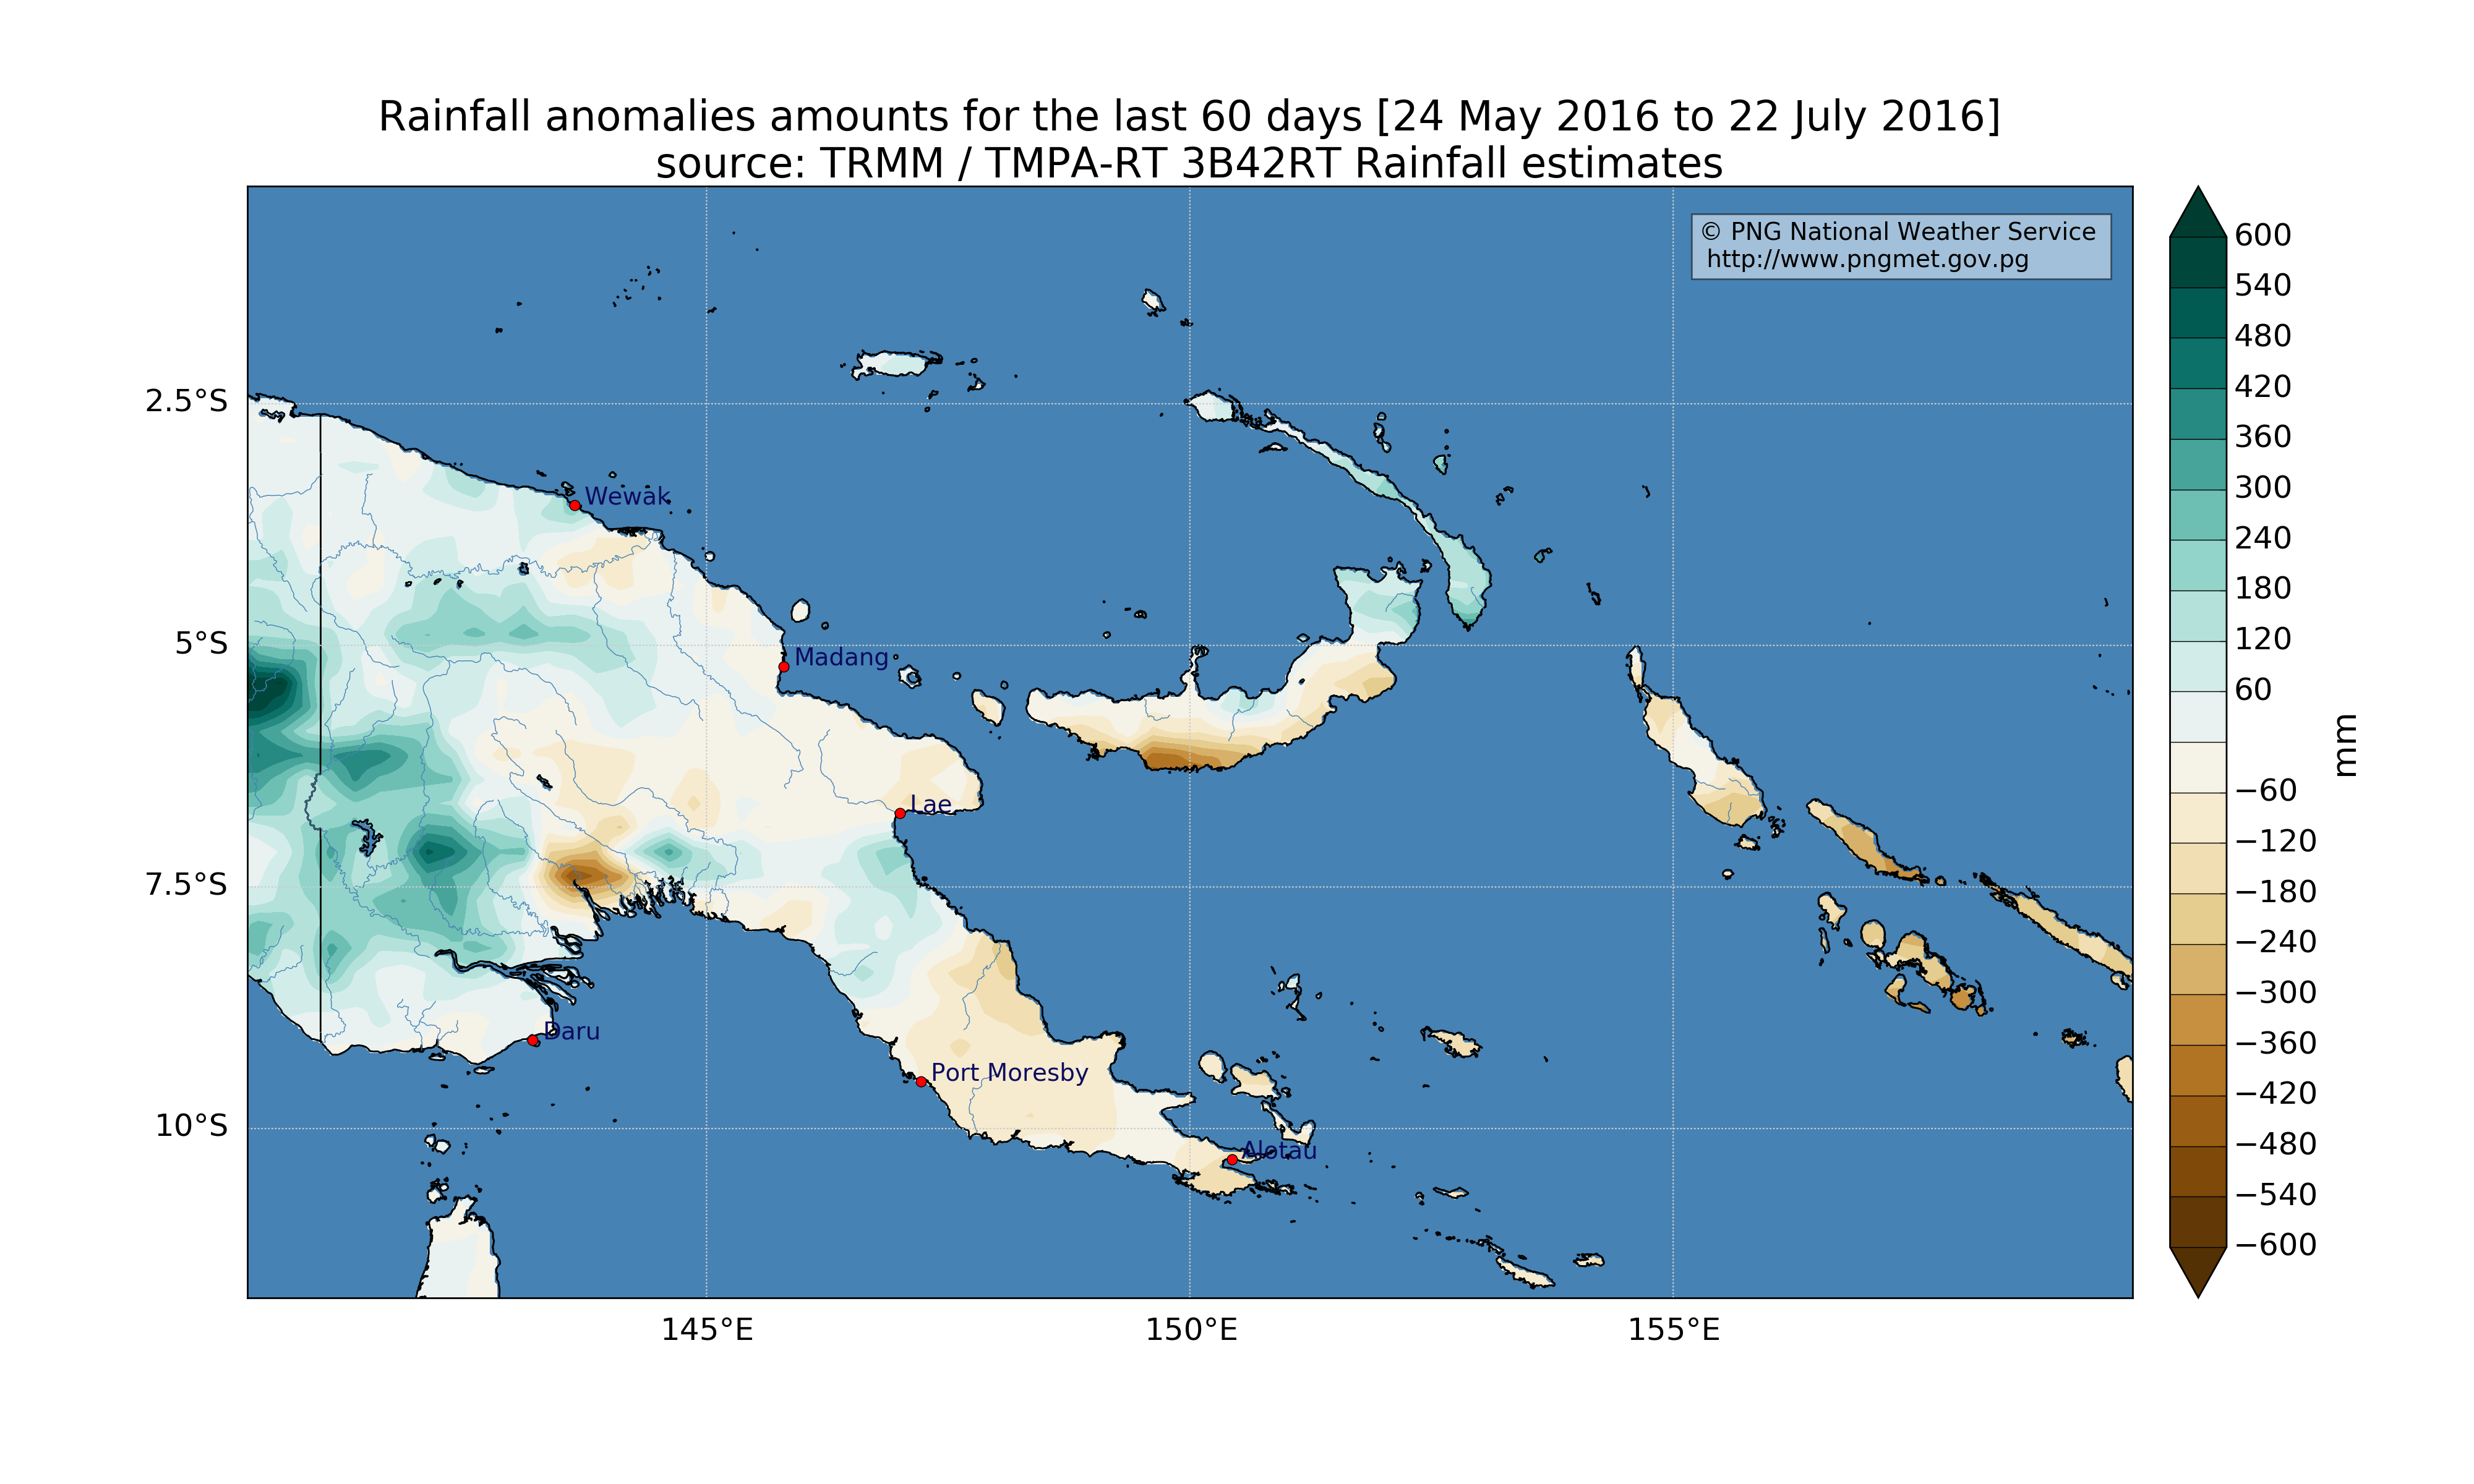 Rainfall anomalies amounts for the last 60 days [24 May 2016 to 22 July 2016]
source: TRMM / TMPA-RT 3B42RT Rainfall estimates
© PNG National Weather Service
http://www.pngmet.gov.pg
2.5°S
5°S
7.5°S
10°S
145°E
150°E
155°E
Wewak
Madang
Lae
Daru
Port Moresby
Alotau
600
540
480
420
360
300
240
180
120
60
−60
−120
−180
−240
−300
−360
−420
−480
−540
−600
mm